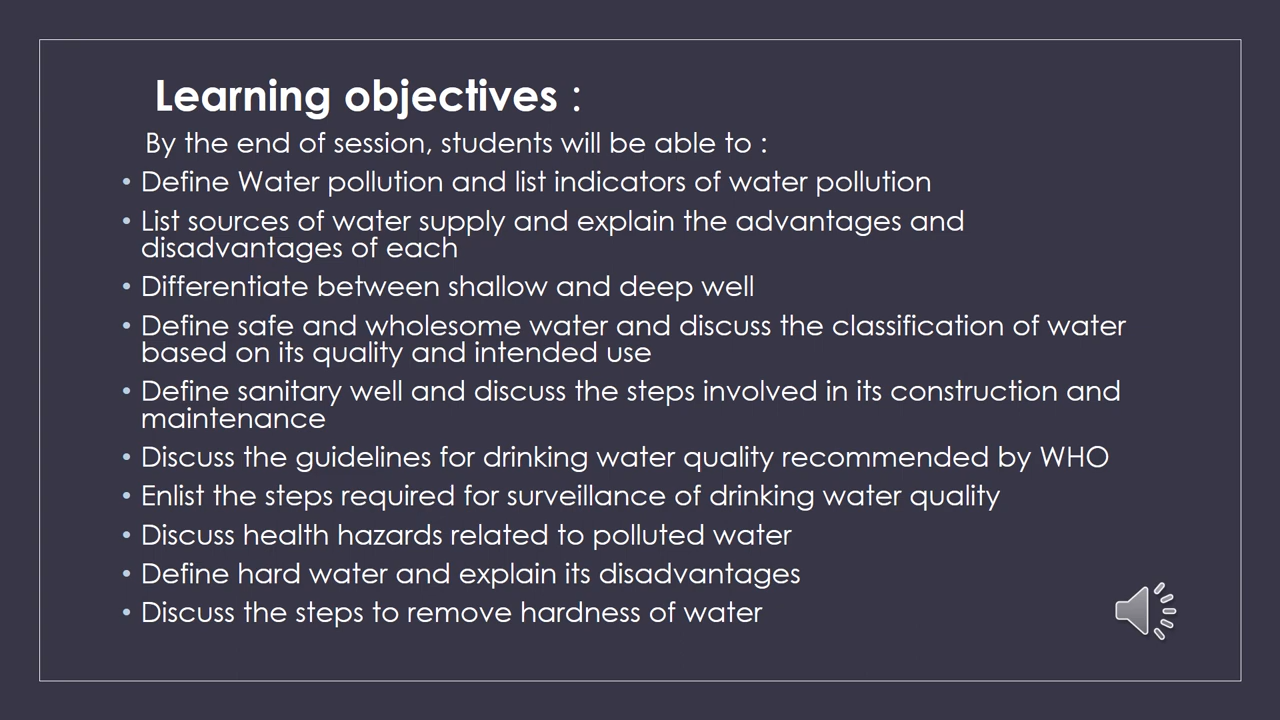 Learning objectives :
By the end of session, students will be able to :
• Define Water pollution and list indicators of water pollution
• List sources of water supply and explain the advantages and
disadvantages of each
• Differentiate between shallow and deep well
• Define safe and wholesome water and discuss the classification of water
based on its quality and intended use
• Define sanitary well and discuss the steps involved in its construction and
maintenance
• Discuss the guidelines for drinking water quality recommended by WHO
• Enlist the steps required for surveillance of drinking water quality
• Discuss health hazards related to polluted water
• Define hard water and explain its disadvantages
• Discuss the steps to remove hardness of water